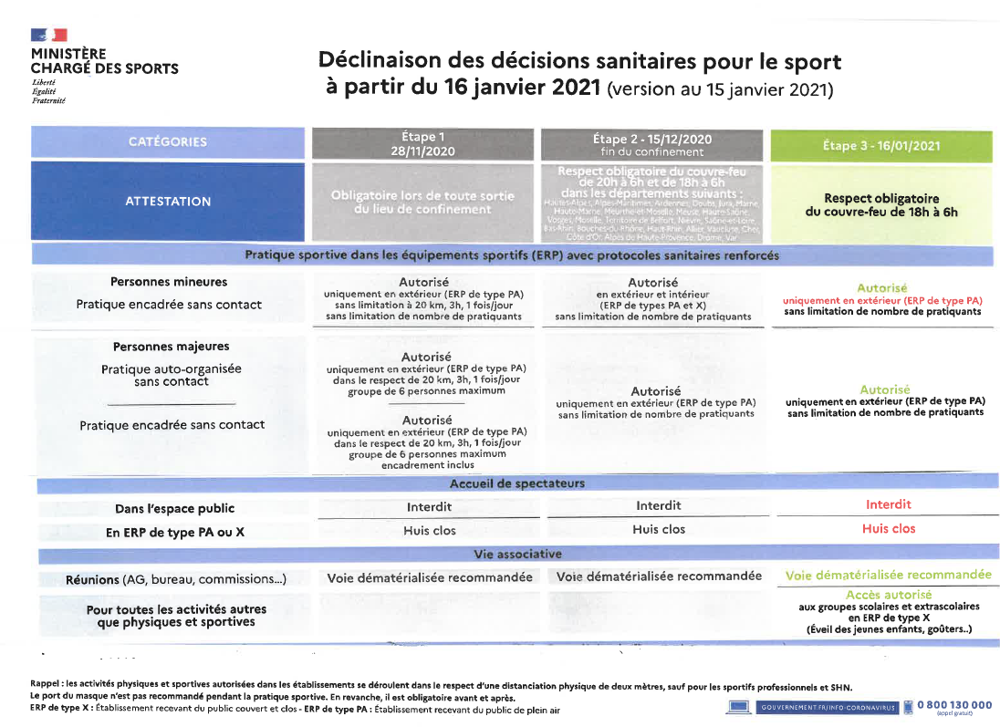 MINISTÈRE
CHARGÉ DES SPORTS
Liberté
Égalité
Fraternité
Déclinaison des décisions sanitaires pour le sport
à partir du 16 janvier 2021 (version au 15 janvier 2021)
CATÉGORIES
Étape 1
28/11/2020
Étape 2 - 15/12/2020
fin du confinement
Étape 3 - 16/01/2021
ATTESTATION
Obligatoire lors de toute sortie
du lieu de confinement
Respect obligatoire du couvre-feu
de 20h à 6h et de 18h à 6h
dans les départements suivants :
Hautes-Alpes, Alpes-Maritimes, Ardennes, Doubs, Jura, Marne,
Haute-Marne, Meurthe-et-Moselle, Meuse, Haute-Saône,
Vosges, Moselle, Territoire de Belfort, Nièvre, Saône-et-Loire,
Bas-Rhin, Bouches-du-Rhône, Haut-Rhin, Allier, Vaucluse, Cher,
Côte d'Or, Alpes de Haute-Provence, Drôme, Var
Respect obligatoire
du couvre-feu de 18h à 6h
Pratique sportive dans les équipements sportifs (ERP) avec protocoles sanitaires renforcés
Personnes mineures
Pratique encadrée sans contact
Autorisé
uniquement en extérieur (ERP de type PA)
sans limitation à 20 km, 3h, 1 fois/jour
sans limitation de nombre de pratiquants
Autorisé
en extérieur et intérieur
(ERP de types PA et X)
sans limitation de nombre de pratiquants
Autorisé
uniquement en extérieur (ERP de type PA)
sans limitation de nombre de pratiquants
Personnes majeures
Pratique auto-organisée
sans contact
Pratique encadrée sans contact
Autorisé
uniquement en extérieur (ERP de type PA)
dans le respect de 20 km, 3h, 1 fois/jour
groupe de 6 personnes maximum
Autorisé
uniquement en extérieur (ERP de type PA)
dans le respect de 20 km, 3h, 1 fois/jour
groupe de 6 personnes maximum
encadrement inclus
Autorisé
uniquement en extérieur (ERP de type PA)
sans limitation de nombre de pratiquants
Autorisé
uniquement en extérieur (ERP de type PA)
sans limitation de nombre de pratiquants
Accueil de spectateurs
Dans l'espace public
Interdit
Interdit
Interdit
En ERP de type PA ou X
Huis clos
Huis clos
Huis clos
Vie associative
Réunions (AG, bureau, commissions...)
Voie dématérialisée recommandée
Voie dématérialisée recommandée
Voie dématérialisée recommandée
Pour toutes les activités autres
que physiques et sportives
Accès autorisé
aux groupes scolaires et extrascolaires
en ERP de type X
(Éveil des jeunes enfants, goûters..)
Rappel : les activités physiques et sportives autorisées dans les établissements se déroulent dans le respect d'une distanciation physique de deux mètres, sauf pour les sportifs professionnels et SHN.
Le port du masque n'est pas recommandé pendant la pratique sportive. En revanche, il est obligatoire avant et après.
ERP de type X : Établissement recevant du public couvert et clos - ERP de type PA : Établissement recevant du public de plein air
GOUVERNEMENT.FR/INFO-CORONAVIRUS
0 800 130 000
(appel gratuit)